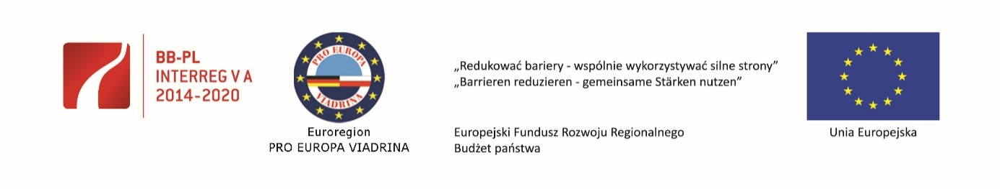 BB-PL
INTERREG V A
2014-2020
PRO EUROPA
VIADRINA
Euroregion
PRO EUROPA VIADRINA
„Redukować bariery - wspólnie wykorzystywać silne strony”
„Barrieren reduzieren - gemeinsame Stärken nutzen”
Europejski Fundusz Rozwoju Regionalnego
Budżet państwa
Unia Europejska